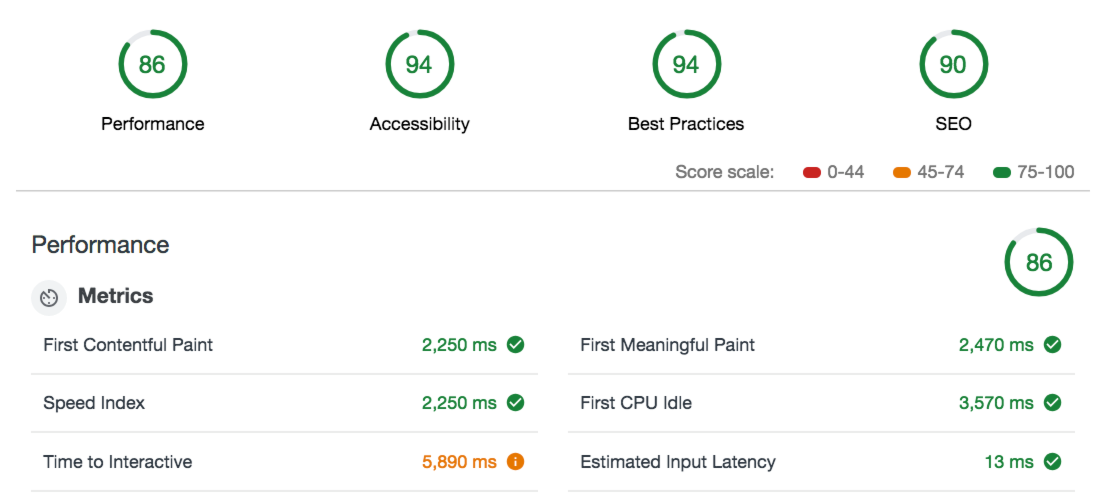 86 94 94 90
Performance Accessibility Best Practices SEO
Score scale: 0-44 45-74 75-100
Performance 86
Metrics
First Contentful Paint 2,250 ms First Meaningful Paint 2,470 ms
Speed Index 2,250 ms First CPU Idle 3,570 ms
Time to Interactive 5,890 ms Estimated Input Latency 13 ms